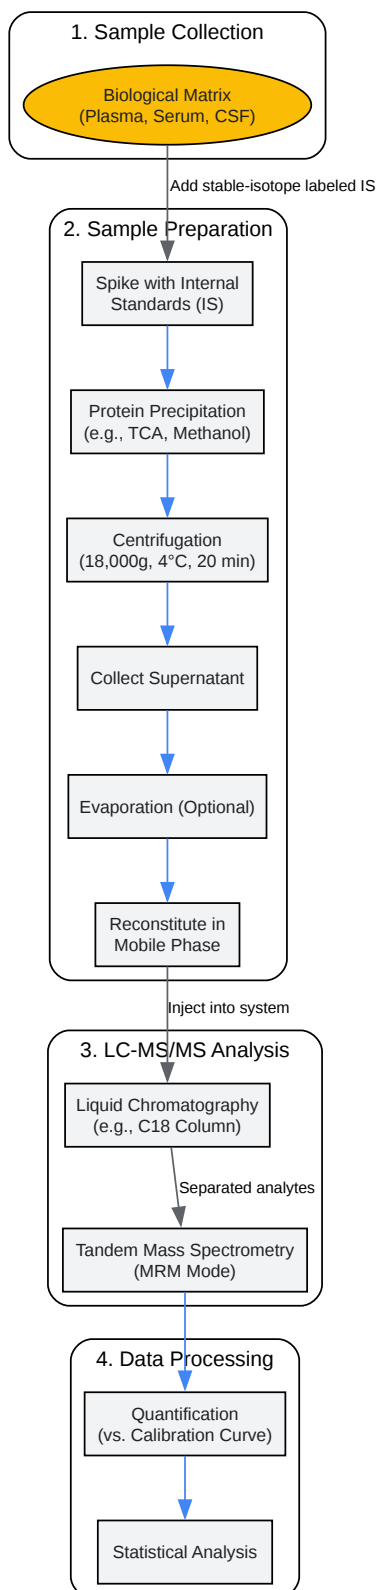 1. Sample Collection
Biological Matrix
(Plasma, Serum, CSF)
Add stable-isotope labeled IS
2. Sample Preparation
Spike with Internal
Standards (IS)
Protein Precipitation
(e.g., TCA, Methanol)
Centrifugation
(18,000g, 4°C, 20 min)
Collect Supernatant
Evaporation (Optional)
Reconstitute in
Mobile Phase
Inject into system
3. LC-MS/MS Analysis
Liquid Chromatography
(e.g., C18 Column)
Separated analytes
Tandem Mass Spectrometry
(MRM Mode)
4. Data Processing
Quantification
(vs. Calibration Curve)
Statistical Analysis